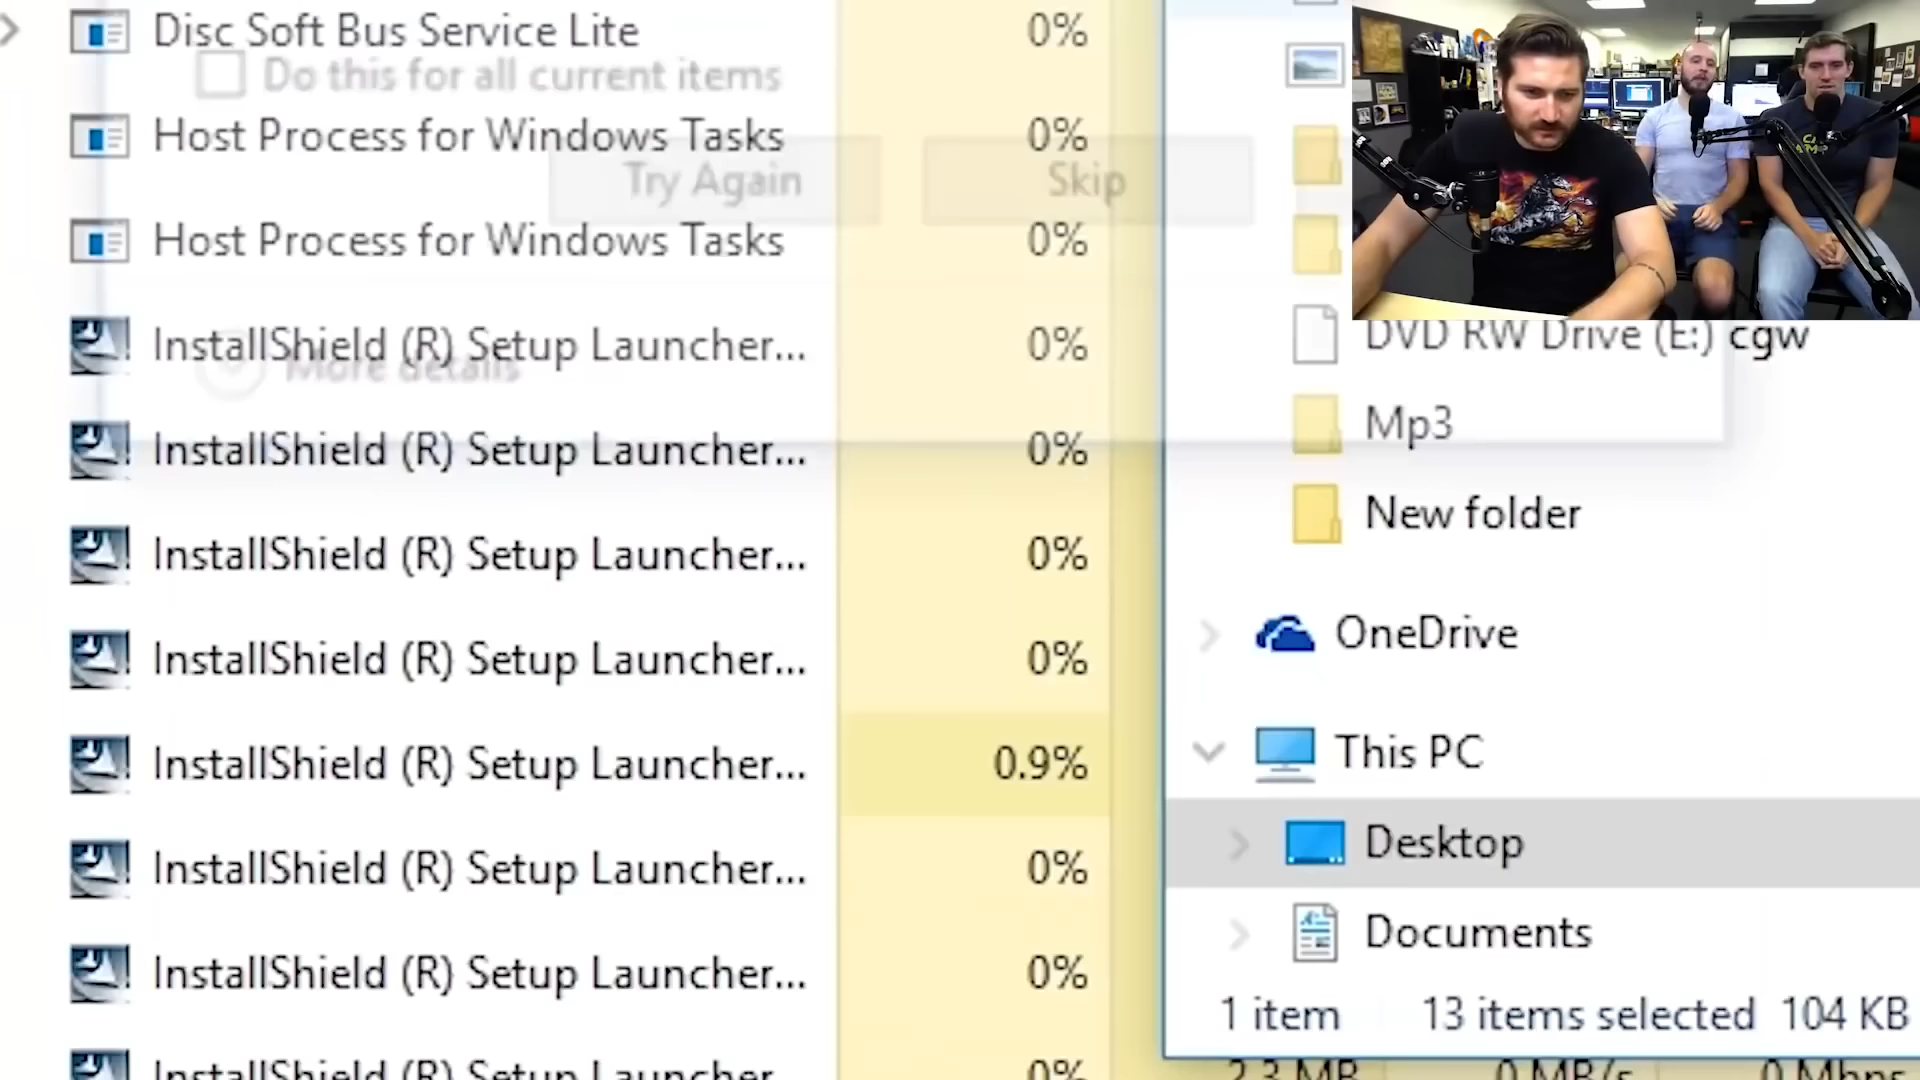 Disc Soft Bus Service Lite 0%
Do this for all current items
Host Process for Windows Tasks 0%
Try Again Skip
Host Process for Windows Tasks 0%
InstallShield (R) Setup Launcher... 0%
More details
InstallShield (R) Setup Launcher... 0%
InstallShield (R) Setup Launcher... 0%
InstallShield (R) Setup Launcher... 0%
InstallShield (R) Setup Launcher... 0.9%
InstallShield (R) Setup Launcher... 0%
InstallShield (R) Setup Launcher... 0%
InstallShield (R) Setup Launcher 0%
2.3 MB 0 MB/s 0 Mbps
DVD RW Drive (E:) cgw
Mp3
New folder
OneDrive
This PC
Desktop
Documents
1 item 13 items selected 104 KB